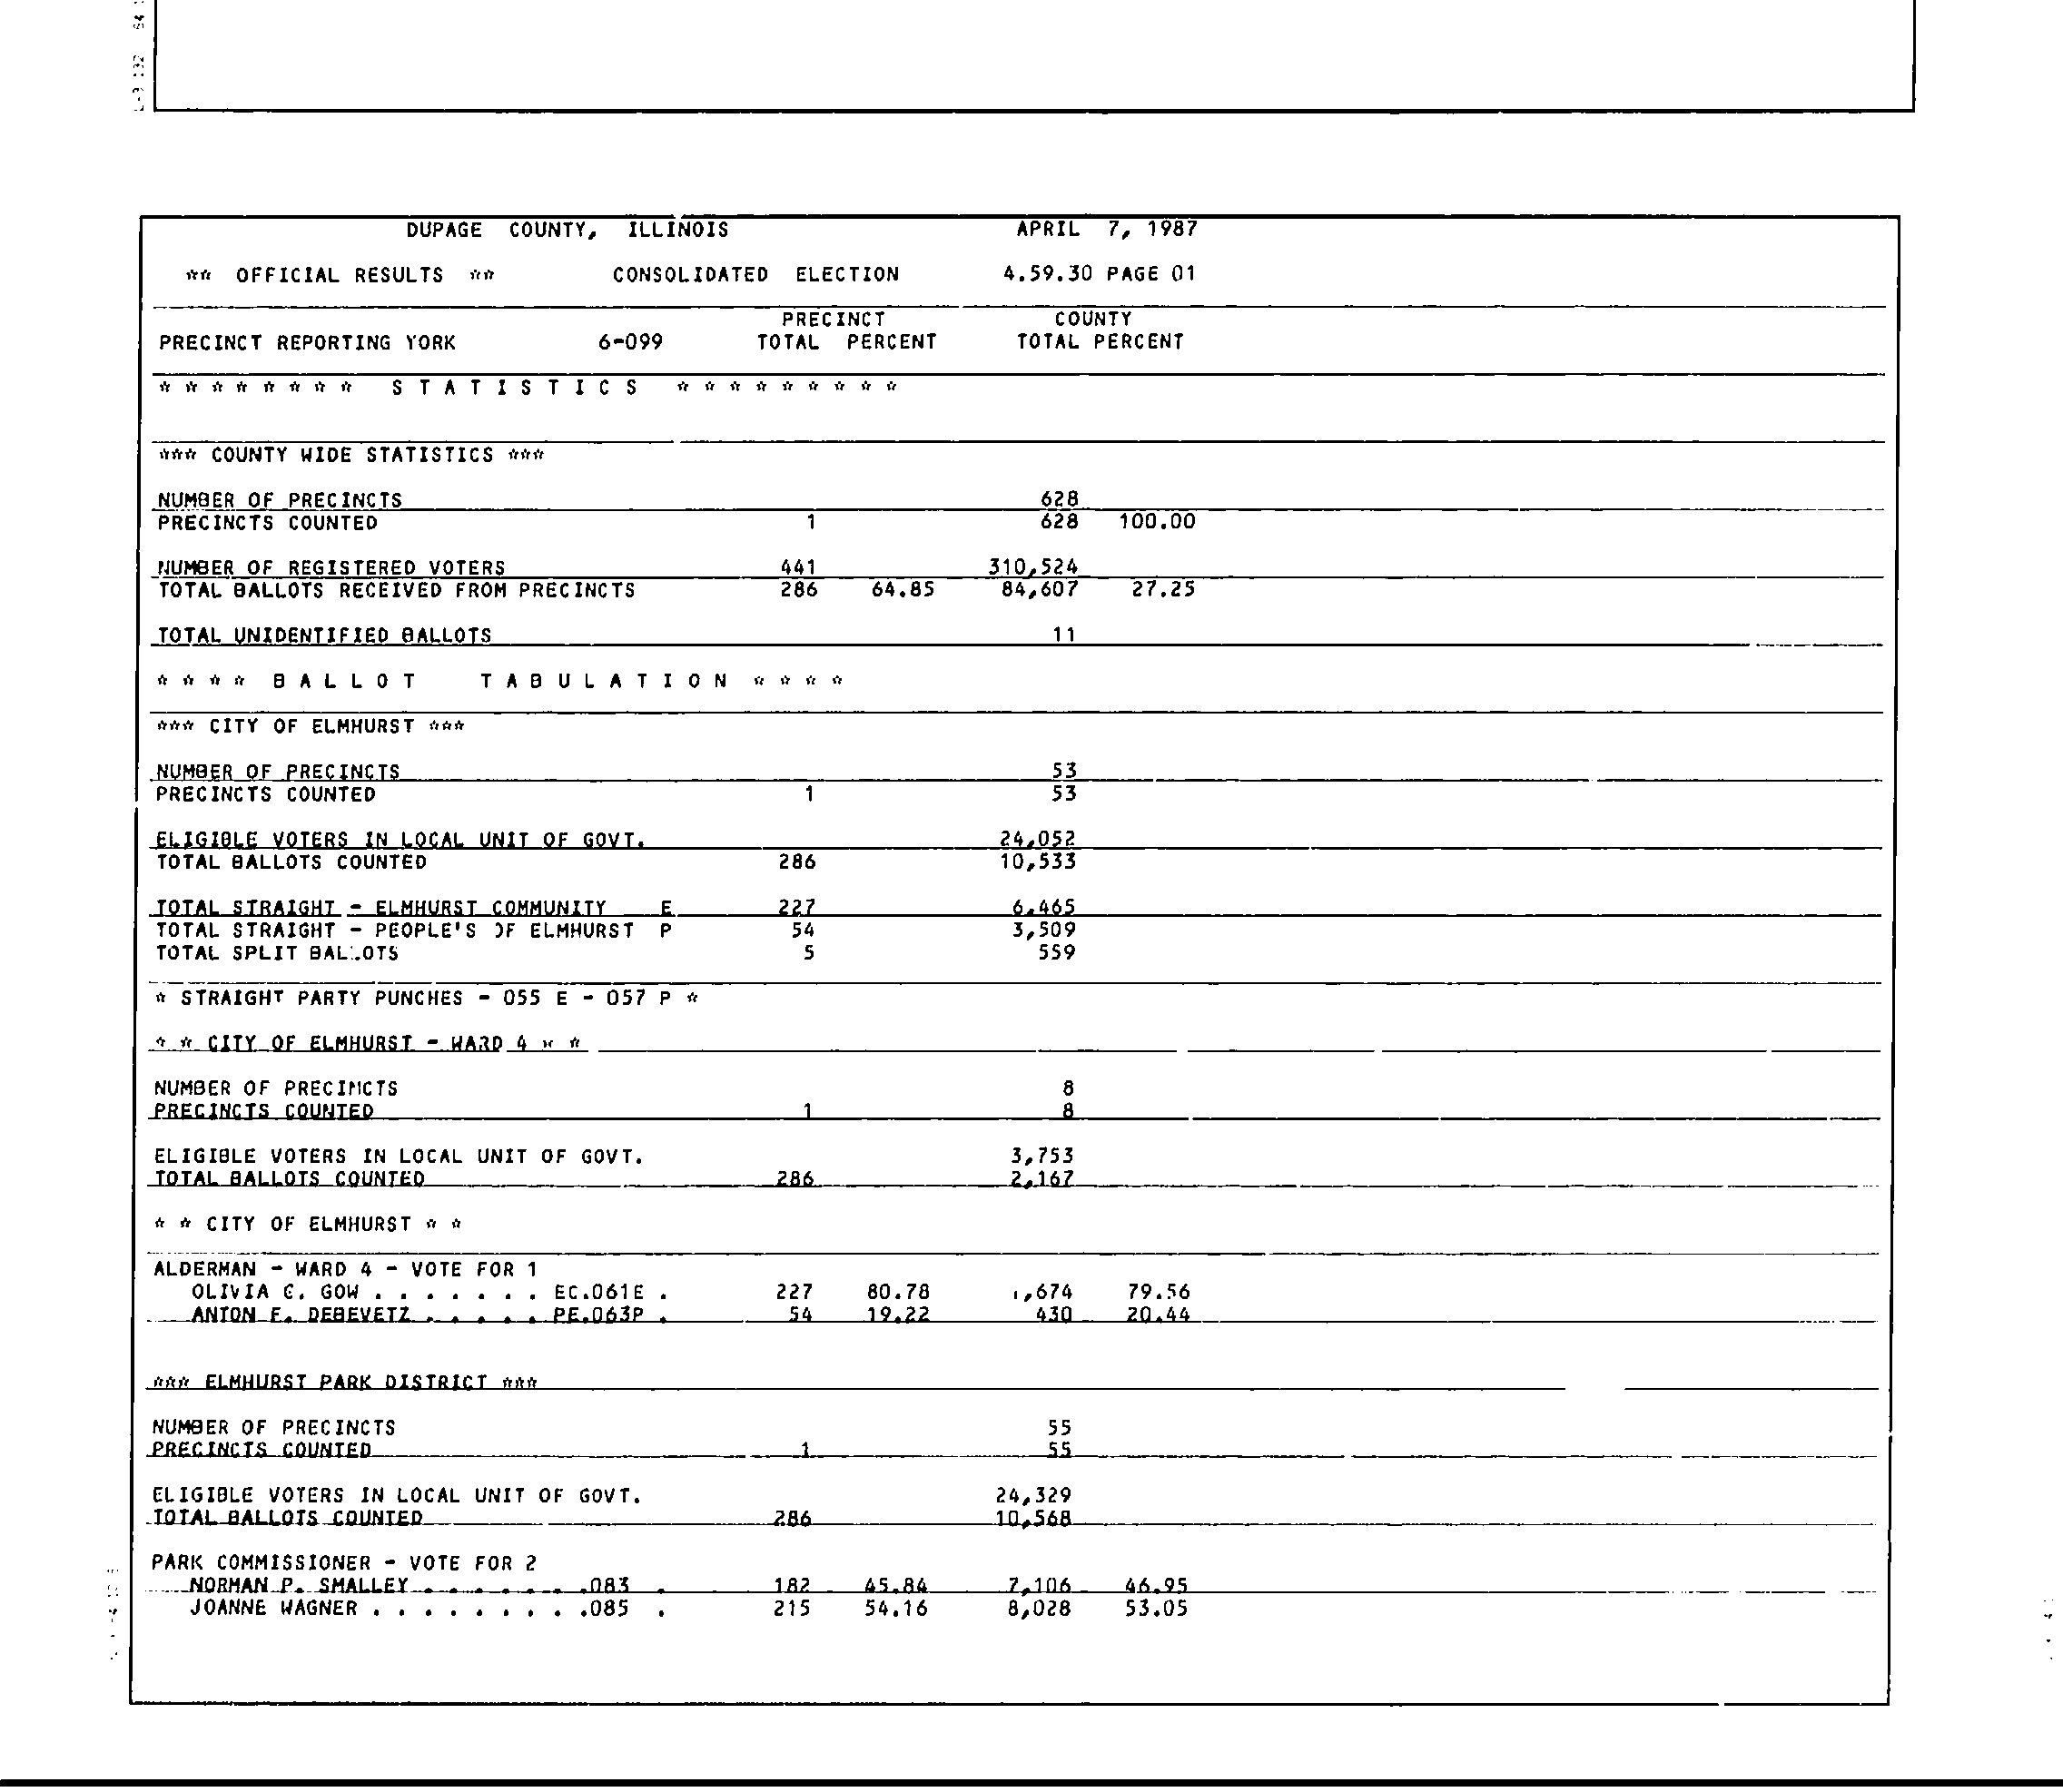 DUPAGE COUNTY, ILLINOIS APRIL 7, 1987
** OFFICIAL RESULTS ** CONSOLIDATED ELECTION 4.59.30 PAGE 01
PRECINCT COUNTY
PRECINCT REPORTING YORK 6-099 TOTAL PERCENT TOTAL PERCENT
* * * * * * * * S T A T I S T I C S * * * * * * * * *
*** COUNTY WIDE STATISTICS ***
NUMBER OF PRECINCTS 628
PRECINCTS COUNTED 1 628 100.00
NUMBER OF REGISTERED VOTERS 441 310,524
TOTAL BALLOTS RECEIVED FROM PRECINCTS 286 64.85 84,607 27.25
TOTAL UNIDENTIFIED BALLOTS 11
* * * * B A L L O T T A B U L A T I O N * * * *
*** CITY OF ELMHURST ***
NUMBER OF PRECINCTS 53
PRECINCTS COUNTED 1 53
ELIGIBLE VOTERS IN LOCAL UNIT OF GOVT. 24,052
TOTAL BALLOTS COUNTED 286 10,533
TOTAL STRAIGHT - ELMHURST COMMUNITY E 227 6,465
TOTAL STRAIGHT - PEOPLE'S OF ELMHURST P 54 3,509
TOTAL SPLIT BALLOTS 5 559
* STRAIGHT PARTY PUNCHES - 055 E - 057 P *
* * CITY OF ELMHURST - WARD 4 * *
NUMBER OF PRECINCTS 8
PRECINCTS COUNTED 1 8
ELIGIBLE VOTERS IN LOCAL UNIT OF GOVT. 3,753
TOTAL BALLOTS COUNTED 286 2,167
* * CITY OF ELMHURST * *
ALDERMAN - WARD 4 - VOTE FOR 1
OLIVIA C. GOW . . . . . . . EC.061E . 227 80.78 1,674 79.56
ANTON F. DEBEVETZ . . . . . PE.063P . 54 19.22 430 20.44
*** ELMHURST PARK DISTRICT ***
NUMBER OF PRECINCTS 55
PRECINCTS COUNTED 1 55
ELIGIBLE VOTERS IN LOCAL UNIT OF GOVT. 24,329
TOTAL BALLOTS COUNTED 286 10,568
PARK COMMISSIONER - VOTE FOR 2
NORMAN P. SMALLEY . . . . . . .083 . 182 45.84 7,106 46.95
JOANNE WAGNER . . . . . . . . .085 . 215 54.16 8,028 53.05